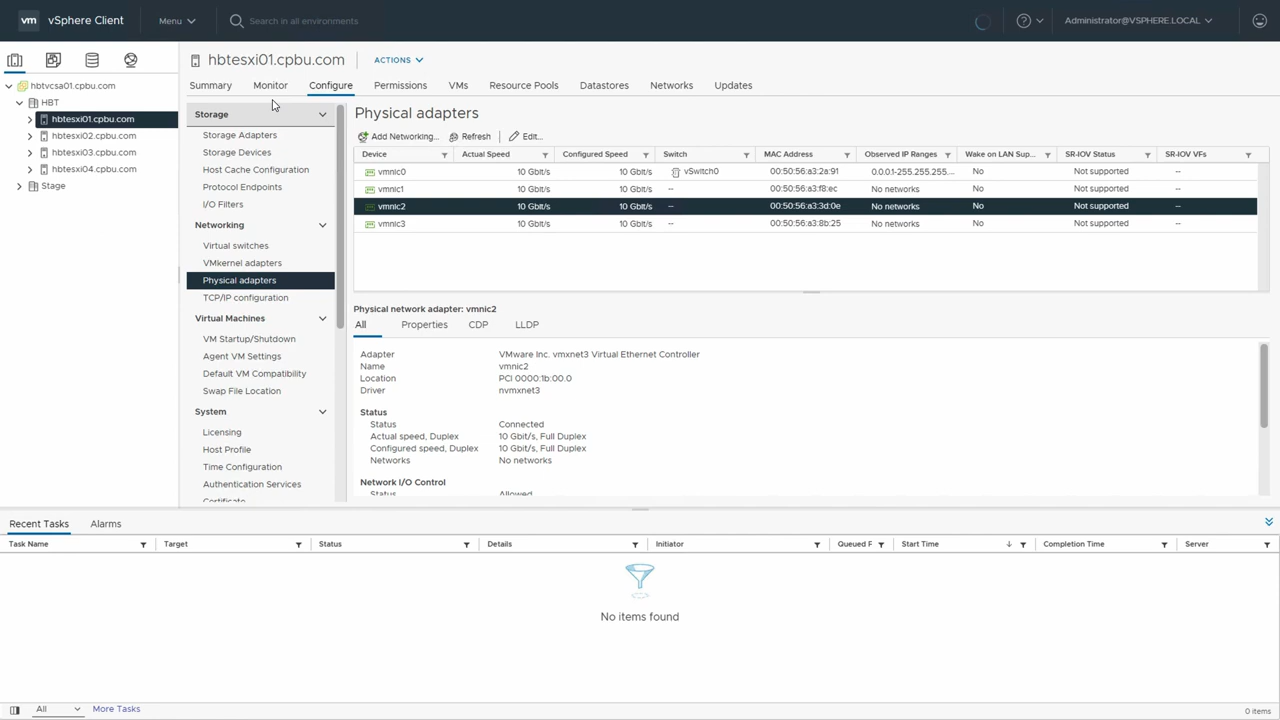 vm vSphere Client Menu Search in all environments Administrator@VSPHERE.LOCAL
hbtesxi01.cpbu.com ACTIONS
Summary Monitor Configure Permissions VMs Resource Pools Datastores Networks Updates
hbtvcsa01.cpbu.com
HBT
hbtesxi01.cpbu.com
hbtesxi02.cpbu.com
hbtesxi03.cpbu.com
hbtesxi04.cpbu.com
Stage
Storage
Storage Adapters
Storage Devices
Host Cache Configuration
Protocol Endpoints
I/O Filters
Networking
Virtual switches
VMkernel adapters
Physical adapters
TCP/IP configuration
Virtual Machines
VM Startup/Shutdown
Agent VM Settings
Default VM Compatibility
Swap File Location
System
Licensing
Host Profile
Time Configuration
Authentication Services
Certificate
Physical adapters
Add Networking... Refresh Edit...
Device Actual Speed Configured Speed Switch MAC Address Observed IP Ranges Wake on LAN Sup... SR-IOV Status SR-IOV VFs
vmnic0 10 Gbit/s 10 Gbit/s vSwitch0 00:50:56:a3:2a:91 0.0.0.1-255.255.255.... No Not supported --
vmnic1 10 Gbit/s 10 Gbit/s -- 00:50:56:a3:f8:ec No networks No Not supported --
vmnic2 10 Gbit/s 10 Gbit/s -- 00:50:56:a3:3d:0e No networks No Not supported --
vmnic3 10 Gbit/s 10 Gbit/s -- 00:50:56:a3:8b:25 No networks No Not supported --
Physical network adapter: vmnic2
All Properties CDP LLDP
Adapter VMware Inc. vmxnet3 Virtual Ethernet Controller
Name vmnic2
Location PCI 0000:1b:00.0
Driver nvmxnet3
Status
Status Connected
Actual speed, Duplex 10 Gbit/s, Full Duplex
Configured speed, Duplex 10 Gbit/s, Full Duplex
Networks No networks
Network I/O Control
Status Allowed
Recent Tasks Alarms
Task Name Target Status Details Initiator Queued F Start Time Completion Time Server
No items found
All More Tasks 0 items